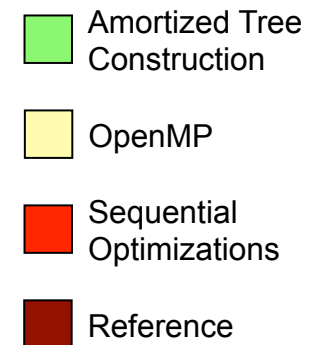 Amortized Tree
Construction
OpenMP
Sequential
Optimizations
Reference